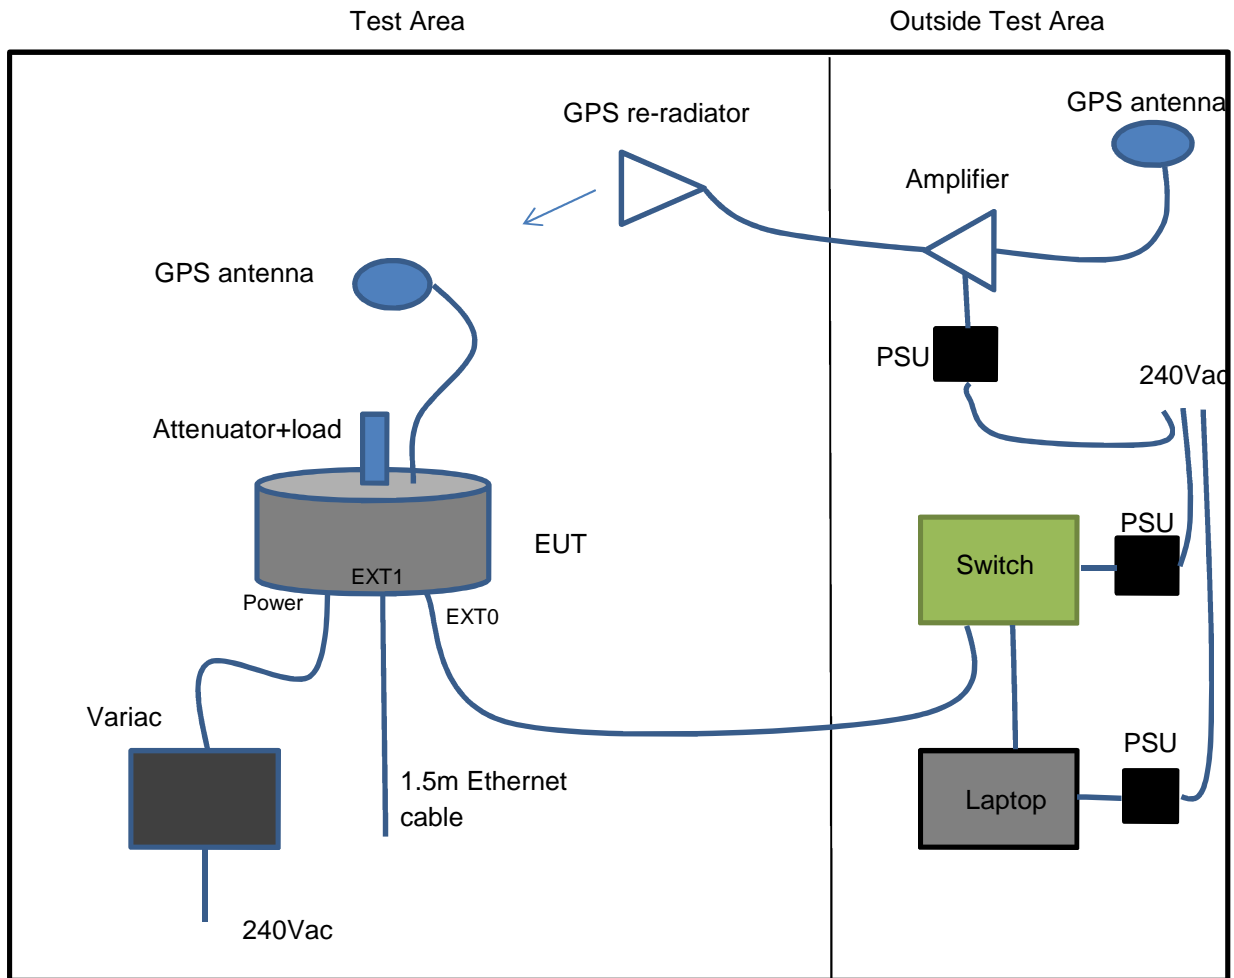 Test Area
Outside Test Area
GPS re-radiator
GPS antenna
Amplifier
GPS antenna
PSU
240Vac
Attenuator+load
PSU
EUT
Switch
EXT1
Power
EXT0
Variac
PSU
1.5m Ethernet
cable
Laptop
240Vac